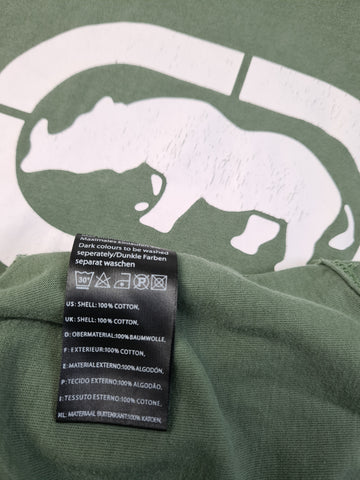 Dark colours to be washed
seperately/Dunkle Farben
separat waschen
30°
US: SHELL: 100% COTTON,
UK: SHELL: 100% COTTON,
D: OBERMATERIAL: 100%BAUMWOLLE,
F: EXTERIEUR: 100% COTON,
E: MATERIAL EXTERNO: 100% ALGODÓN,
P: TECIDO EXTERNO: 100% ALGODÃO,
I: TESSUTO ESTERNO: 100% COTONE,
NL: MATERIAAL BUITENKANT: 100% KATOEN,